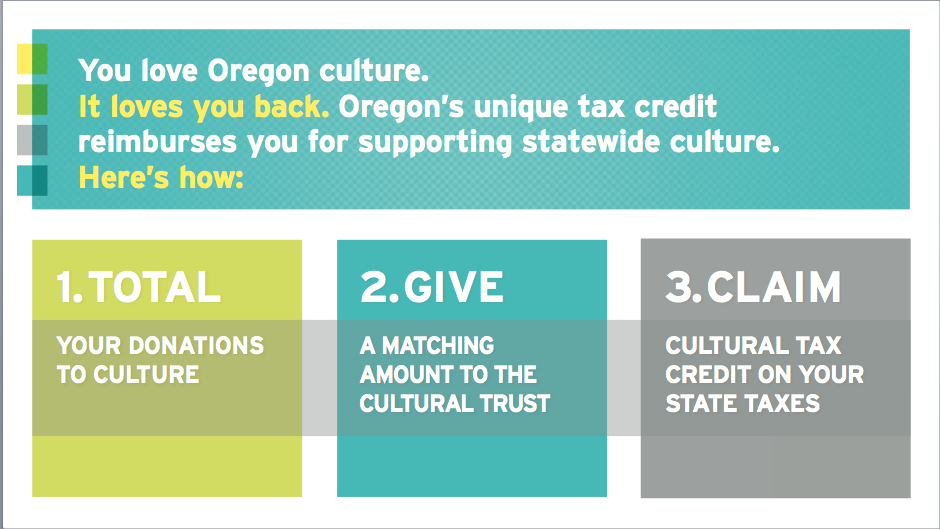 You love Oregon culture.
It loves you back. Oregon's unique tax credit
reimburses you for supporting statewide culture.
Here's how:
1. TOTAL
YOUR DONATIONS
TO CULTURE
2. GIVE
A MATCHING
AMOUNT TO THE
CULTURAL TRUST
3. CLAIM
CULTURAL TAX
CREDIT ON YOUR
STATE TAXES